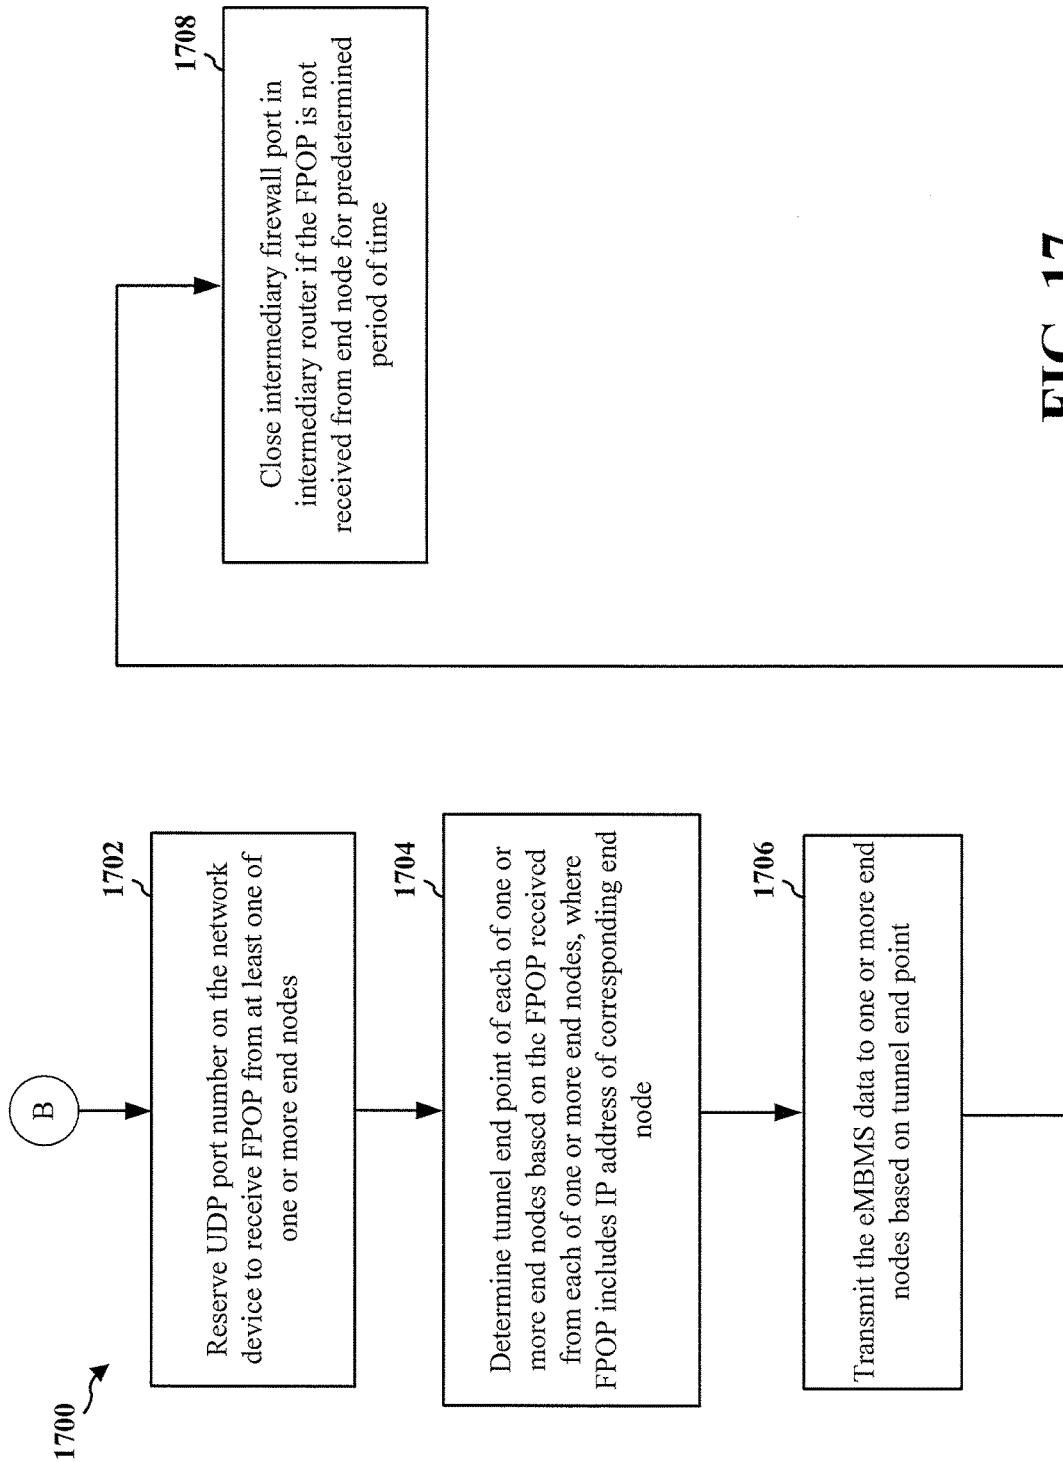 1700
B
1702
Reserve UDP port number on the network
device to receive FPOP from at least one of
one or more end nodes
1704
Determine tunnel end point of each of one or
more end nodes based on the FPOP received
from each of one or more end nodes, where
FPOP includes IP address of corresponding end
node
1706
Transmit the eMBMS data to one or more end
nodes based on tunnel end point
1708
Close intermediary firewall port in
intermediary router if the FPOP is not
received from end node for predetermined
period of time
FIG. 17